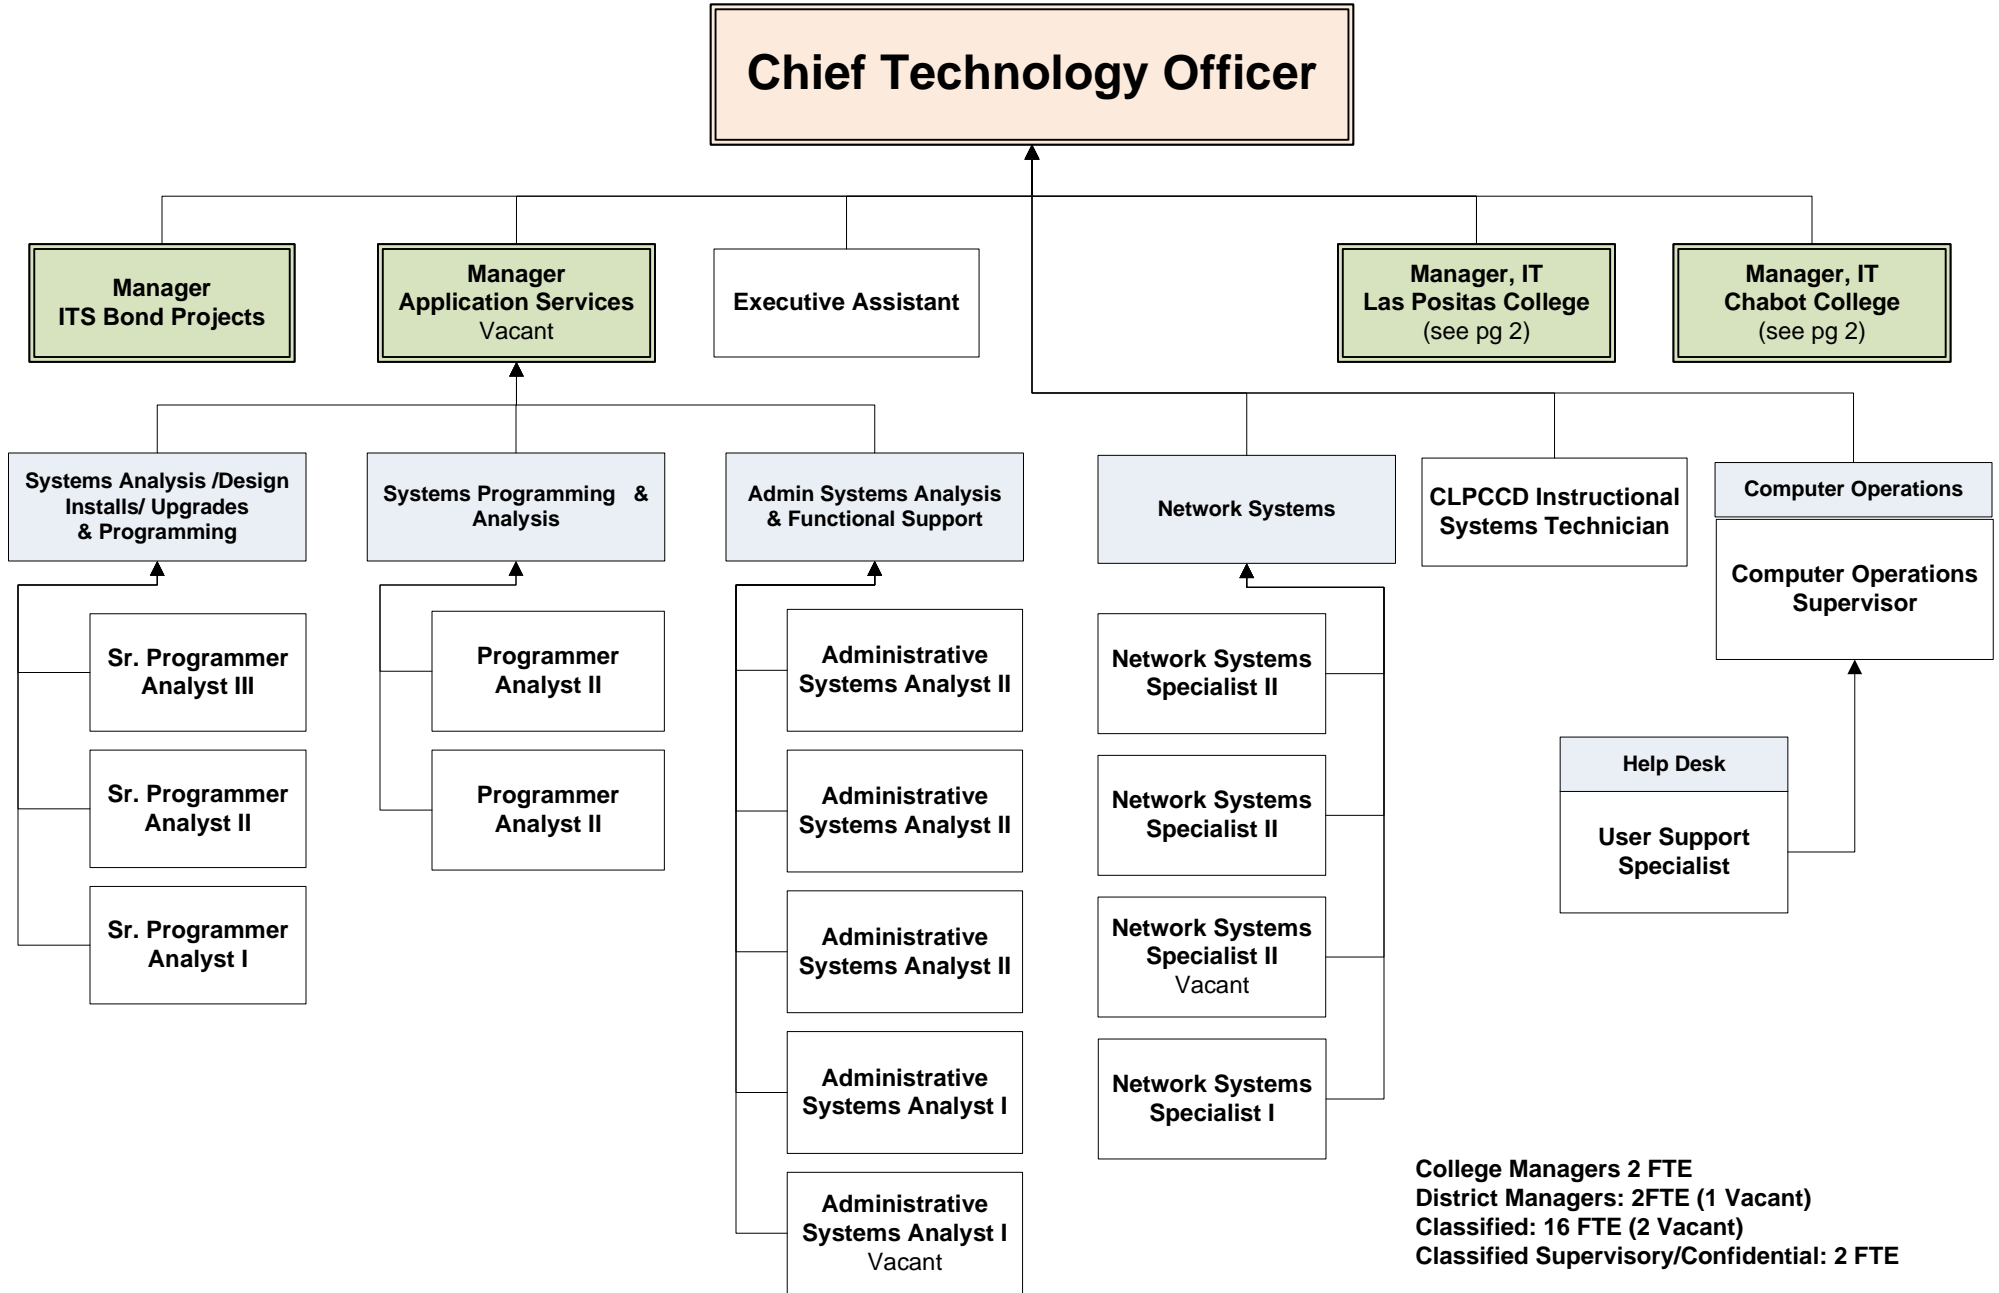 Chief Technology Officer
Manager
ITS Bond Projects
Manager
Application Services
Vacant
Executive Assistant
Manager, IT
Las Positas College
(see pg 2)
Manager, IT
Chabot College
(see pg 2)
Systems Analysis /Design
Installs/ Upgrades
& Programming
Systems Programming &
Analysis
Admin Systems Analysis
& Functional Support
Network Systems
CLPCCD Instructional
Systems Technician
Computer Operations
Computer Operations
Supervisor
Sr. Programmer
Analyst III
Sr. Programmer
Analyst II
Sr. Programmer
Analyst I
Programmer
Analyst II
Programmer
Analyst II
Administrative
Systems Analyst II
Administrative
Systems Analyst II
Administrative
Systems Analyst II
Administrative
Systems Analyst I
Administrative
Systems Analyst I
Vacant
Network Systems
Specialist II
Network Systems
Specialist II
Network Systems
Specialist II
Vacant
Network Systems
Specialist I
Help Desk
User Support
Specialist
College Managers 2 FTE
District Managers: 2FTE (1 Vacant)
Classified: 16 FTE (2 Vacant)
Classified Supervisory/Confidential: 2 FTE